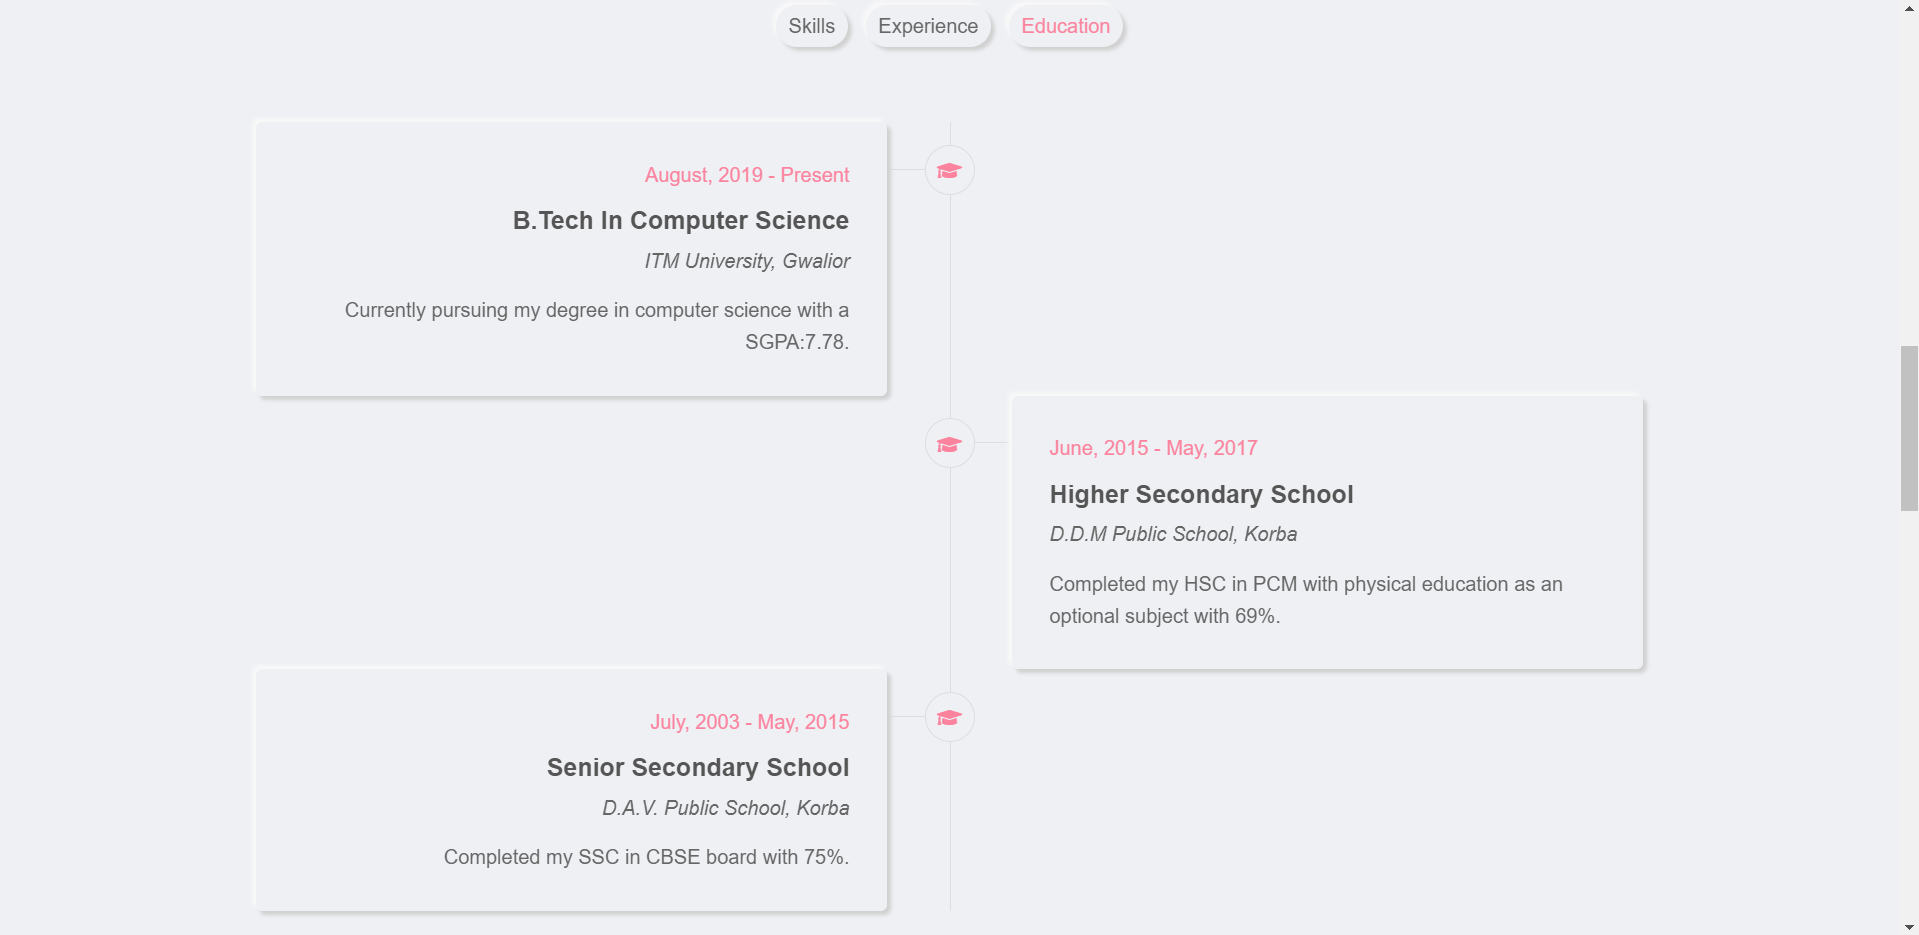 Skills
Experience
Education
August, 2019 - Present
B.Tech In Computer Science
ITM University, Gwalior
Currently pursuing my degree in computer science with a
SGPA:7.78.
June, 2015 - May, 2017
Higher Secondary School
D.D.M Public School, Korba
Completed my HSC in PCM with physical education as an
optional subject with 69%.
July, 2003 - May, 2015
Senior Secondary School
D.A.V. Public School, Korba
Completed my SSC in CBSE board with 75%.